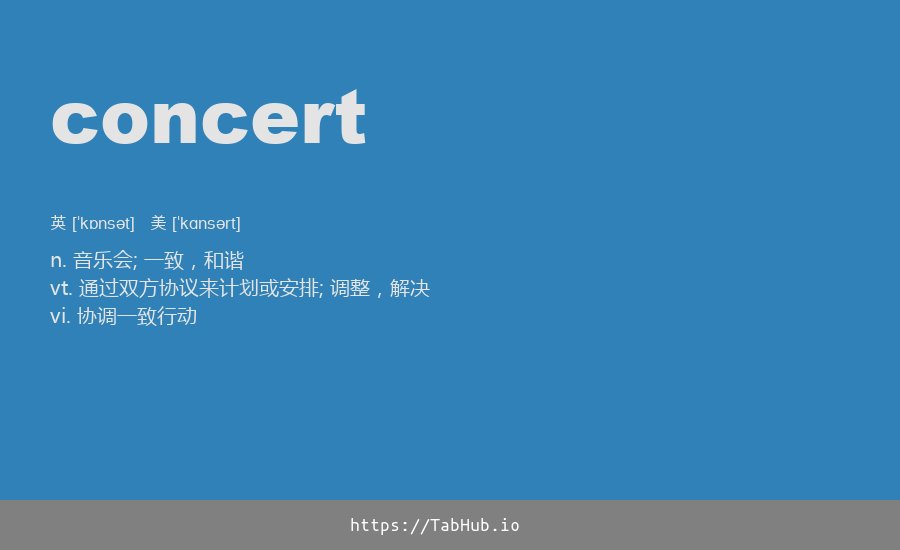 concert
英 [ˈkɒnsət] 美 [ˈkɑnsərt]
n. 音乐会; 一致，和谐
vt. 通过双方协议来计划或安排; 调整，解决
vi. 协调一致行动
https://TabHub.io